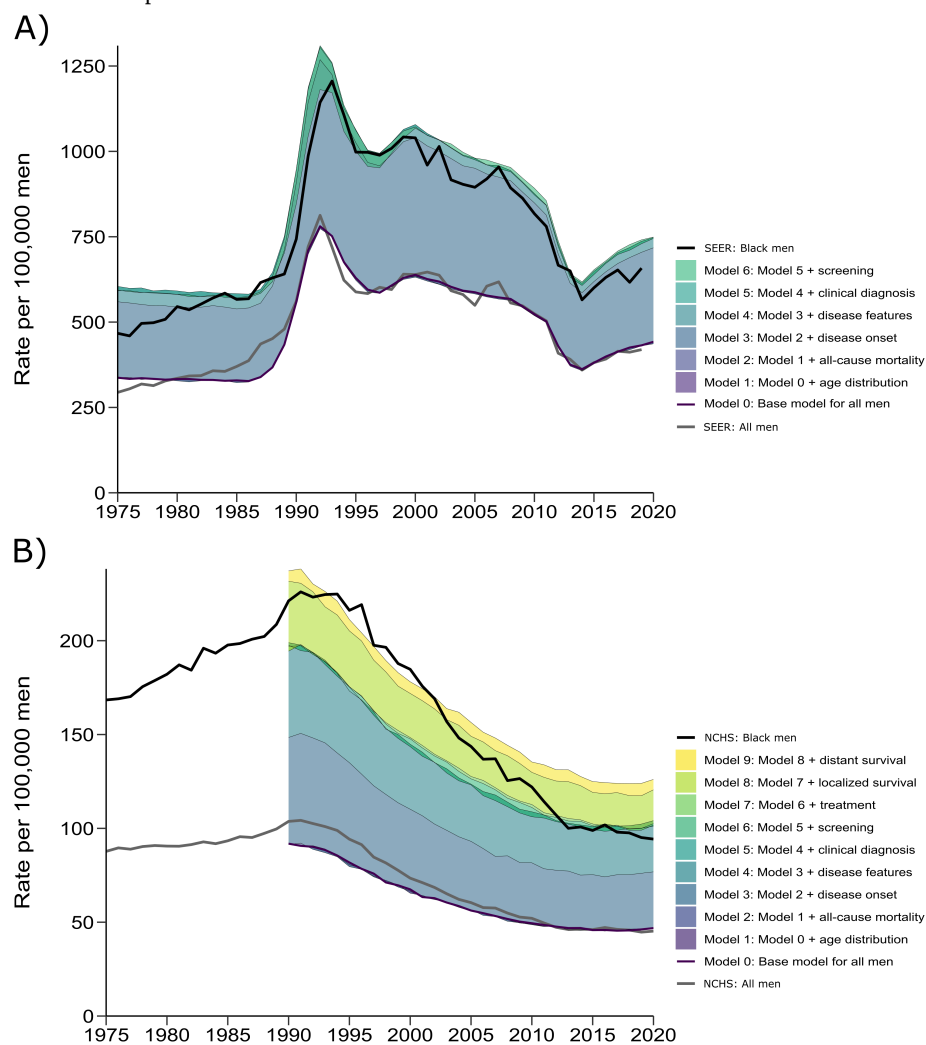 A)
Rate per 100,000 men
1250
1000
750
500
250
0
1975 1980 1985 1990 1995 2000 2005 2010 2015 2020
SEER: Black men
Model 6: Model 5 + screening
Model 5: Model 4 + clinical diagnosis
Model 4: Model 3 + disease features
Model 3: Model 2 + disease onset
Model 2: Model 1 + all-cause mortality
Model 1: Model 0 + age distribution
Model 0: Base model for all men
SEER: All men
B)
Rate per 100,000 men
200
150
100
50
0
1975 1980 1985 1990 1995 2000 2005 2010 2015 2020
NCHS: Black men
Model 9: Model 8 + distant survival
Model 8: Model 7 + localized survival
Model 7: Model 6 + treatment
Model 6: Model 5 + screening
Model 5: Model 4 + clinical diagnosis
Model 4: Model 3 + disease features
Model 3: Model 2 + disease onset
Model 2: Model 1 + all-cause mortality
Model 1: Model 0 + age distribution
Model 0: Base model for all men
NCHS: All men